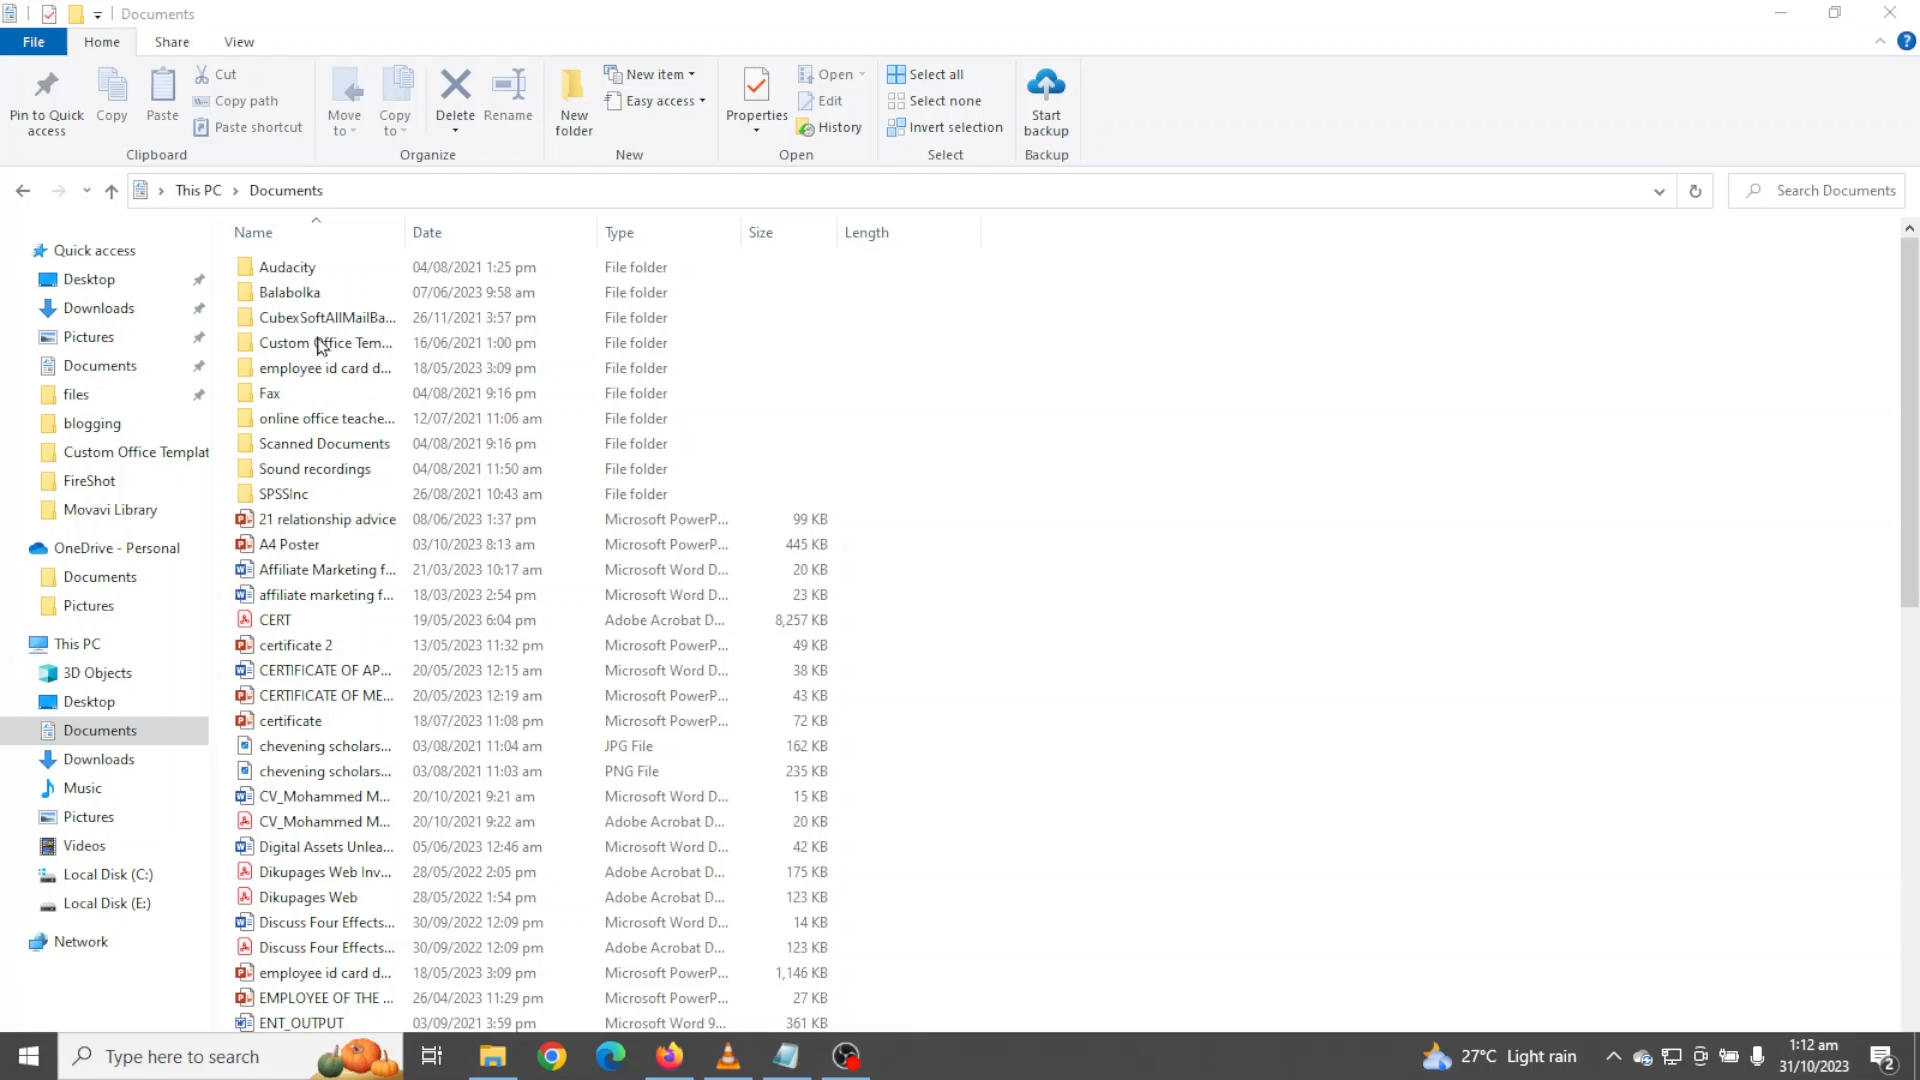 Documents
File Home Share View
Pin to Quick access
Copy
Paste
Cut
Copy path
Paste shortcut
Clipboard
Move to
Copy to
Delete
Rename
Organize
New folder
New item
Easy access
New
Properties
Open
Edit
History
Open
Select all
Select none
Invert selection
Select
Start backup
Backup
This PC > Documents
Search Documents
Quick access
Desktop
Downloads
Pictures
Documents
files
blogging
Custom Office Templat
FireShot
Movavi Library
OneDrive - Personal
Documents
Pictures
This PC
3D Objects
Desktop
Documents
Downloads
Music
Pictures
Videos
Local Disk (C:)
Local Disk (E:)
Network
Name Date Type Size Length
Audacity 04/08/2021 1:25 pm File folder
Balabolka 07/06/2023 9:58 am File folder
CubexSoftAllMailBa... 26/11/2021 3:57 pm File folder
Custom Office Tem... 16/06/2021 1:00 pm File folder
employee id card d... 18/05/2023 3:09 pm File folder
Fax 04/08/2021 9:16 pm File folder
online office teache... 12/07/2021 11:06 am File folder
Scanned Documents 04/08/2021 9:16 pm File folder
Sound recordings 04/08/2021 11:50 am File folder
SPSSInc 26/08/2021 10:43 am File folder
21 relationship advice 08/06/2023 1:37 pm Microsoft PowerP... 99 KB
A4 Poster 03/10/2023 8:13 am Microsoft PowerP... 445 KB
Affiliate Marketing f... 21/03/2023 10:17 am Microsoft Word D... 20 KB
affiliate marketing f... 18/03/2023 2:54 pm Microsoft Word D... 23 KB
CERT 19/05/2023 6:04 pm Adobe Acrobat D... 8,257 KB
certificate 2 13/05/2023 11:32 pm Microsoft PowerP... 49 KB
CERTIFICATE OF AP... 20/05/2023 12:15 am Microsoft Word D... 38 KB
CERTIFICATE OF ME... 20/05/2023 12:19 am Microsoft PowerP... 43 KB
certificate 18/07/2023 11:08 pm Microsoft PowerP... 72 KB
chevening scholars... 03/08/2021 11:04 am JPG File 162 KB
chevening scholars... 03/08/2021 11:03 am PNG File 235 KB
CV_Mohammed M... 20/10/2021 9:21 am Microsoft Word D... 15 KB
CV_Mohammed M... 20/10/2021 9:22 am Adobe Acrobat D... 20 KB
Digital Assets Unlea... 05/06/2023 12:46 am Microsoft Word D... 42 KB
Dikupages Web Inv... 28/05/2022 2:05 pm Adobe Acrobat D... 175 KB
Dikupages Web 28/05/2022 1:54 pm Adobe Acrobat D... 123 KB
Discuss Four Effects... 30/09/2022 12:09 pm Microsoft Word D... 14 KB
Discuss Four Effects... 30/09/2022 12:09 pm Adobe Acrobat D... 123 KB
employee id card d... 18/05/2023 3:09 pm Microsoft PowerP... 1,146 KB
EMPLOYEE OF THE ... 26/04/2023 11:29 pm Microsoft PowerP... 27 KB
ENT_OUTPUT 03/09/2021 3:59 pm Microsoft Word 9... 361 KB
Type here to search
27°C Light rain
1:12 am
31/10/2023
2